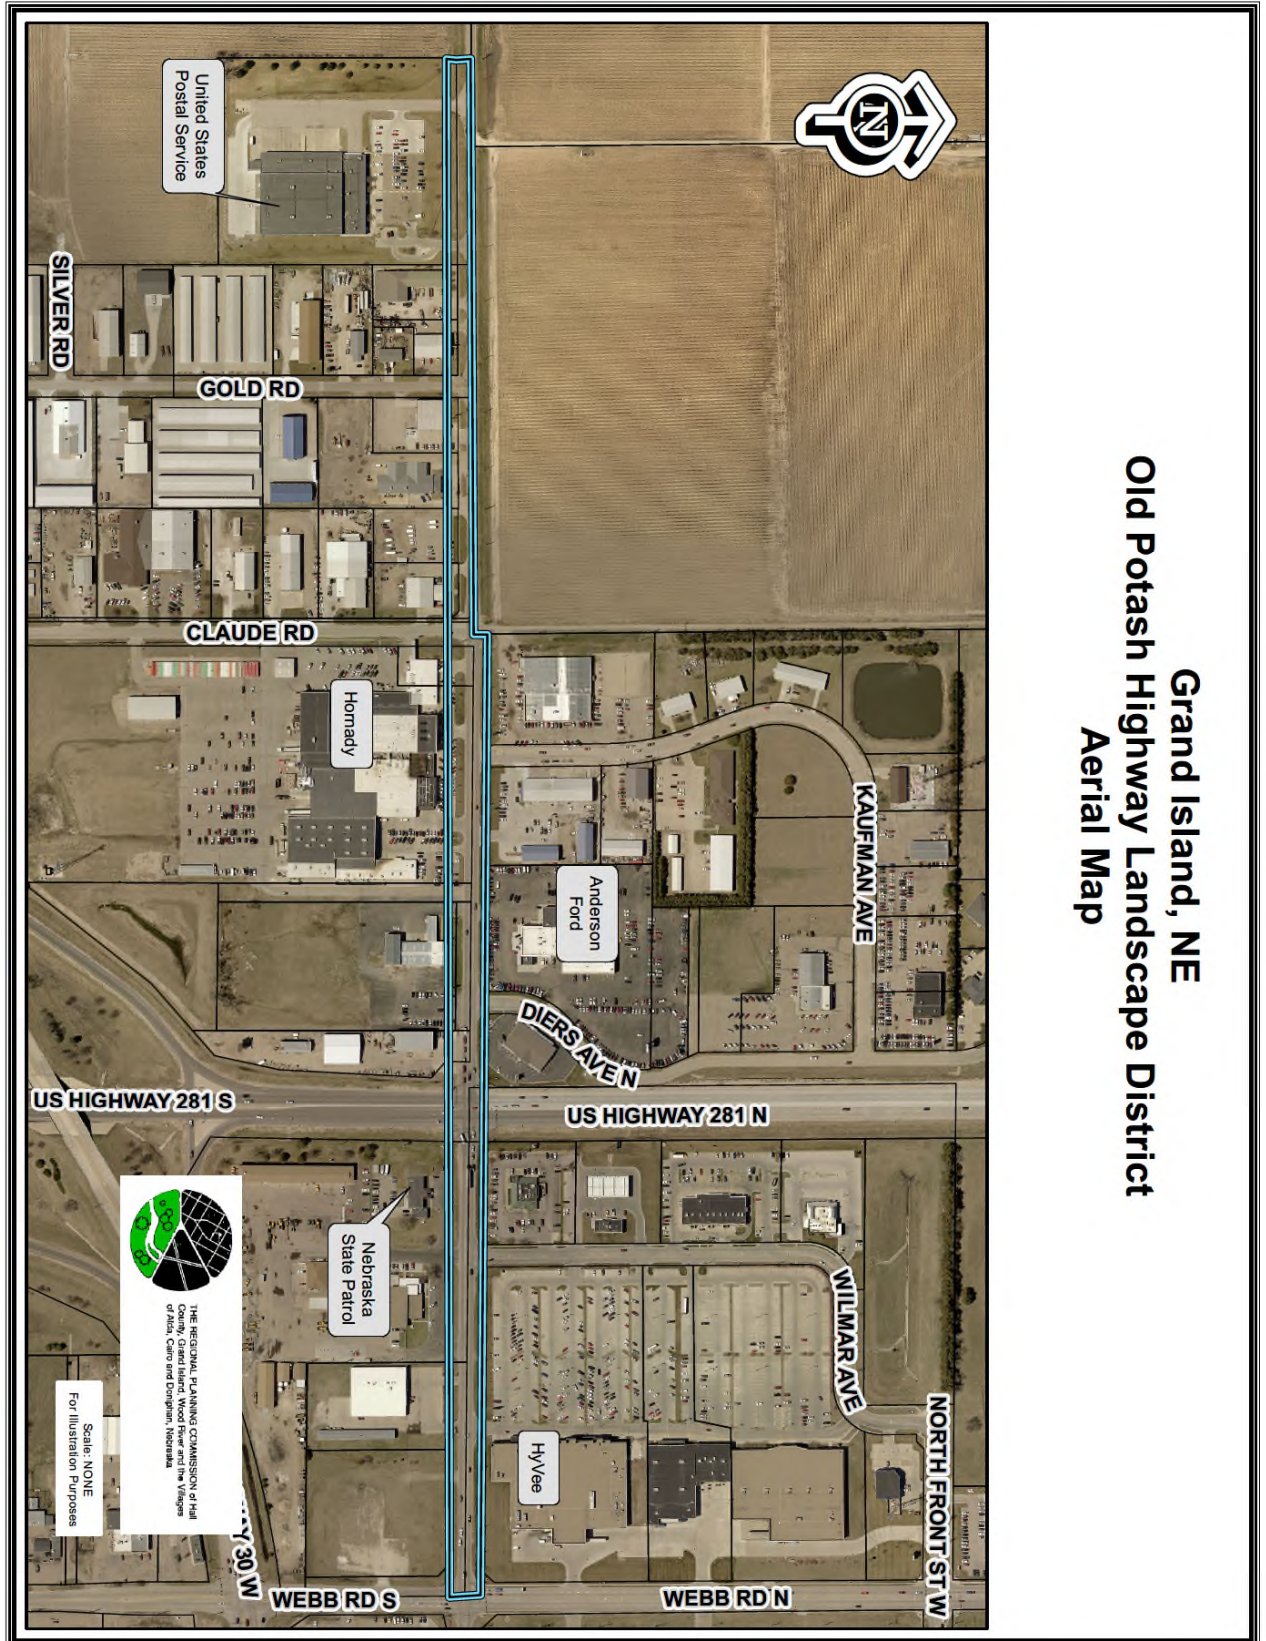 Grand Island, NE
Old Potash Highway Landscape District
Aerial Map
N
United States
Postal Service
SILVER RD
GOLD RD
CLAUDE RD
Hornady
KAUFMAN AVE
Anderson
Ford
DIERS AVE N
US HIGHWAY 281 S
US HIGHWAY 281 N
Nebraska
State Patrol
WILMAR AVE
NORTH FRONT ST W
HyVee
WEBB RD S
WEBB RD N
30 W
THE REGIONAL PLANNING COMMISSION of Hall
County, Grand Island, Wood River and the Villages
of Alda, Cairo and Doniphan, Nebraska
Scale: NONE
For Illustration Purposes